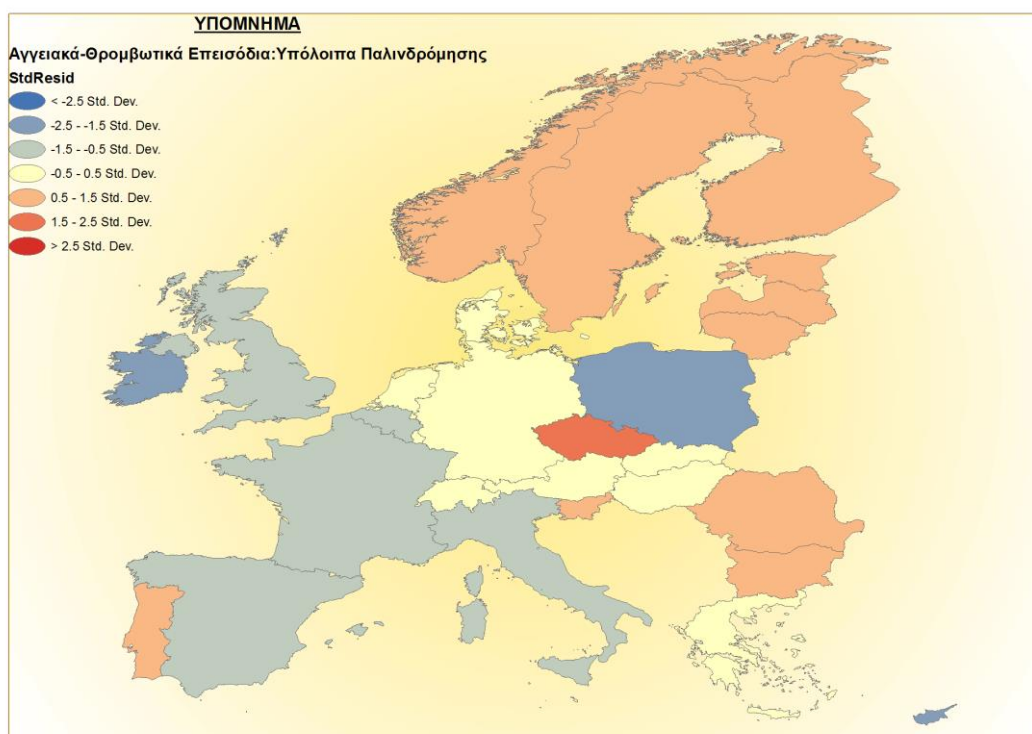 ΥΠΟΜΝΗΜΑ
Αγγειακά-Θρομβωτικά Επεισόδια:Υπόλοιπα Παλινδρόμησης
StdResid
< -2.5 Std. Dev.
-2.5 - -1.5 Std. Dev.
-1.5 - -0.5 Std. Dev.
-0.5 - 0.5 Std. Dev.
0.5 - 1.5 Std. Dev.
1.5 - 2.5 Std. Dev.
> 2.5 Std. Dev.